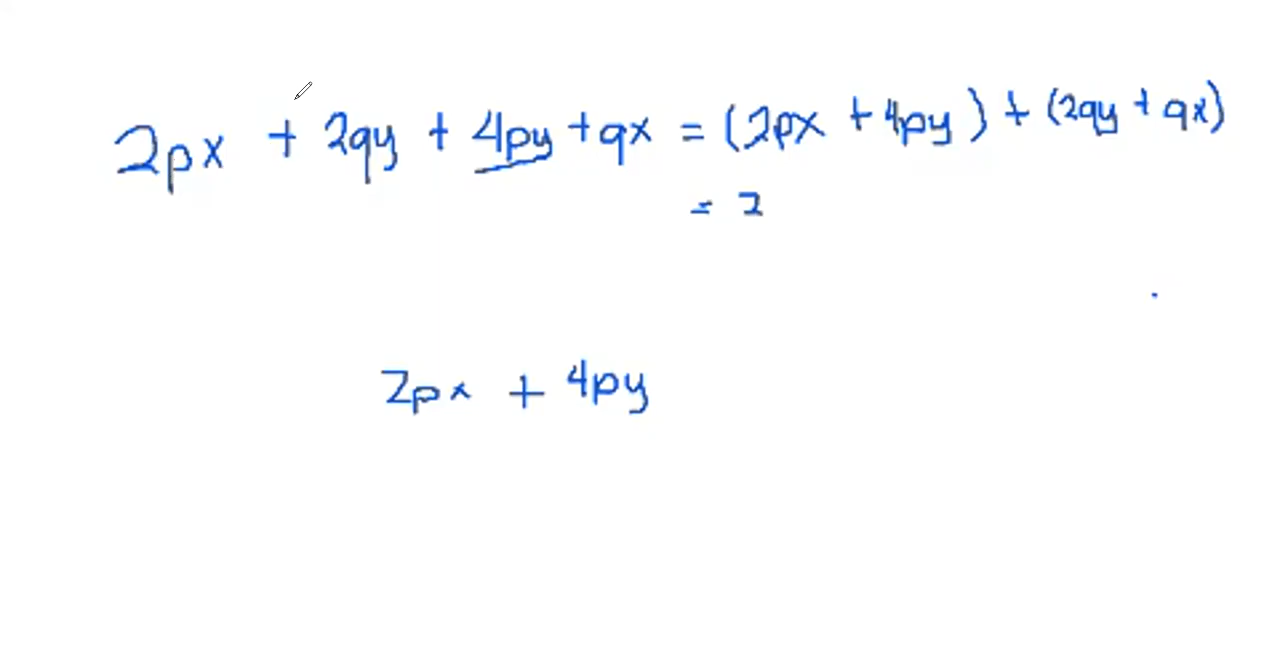 2px + 2qy + 4py + qx = (2px + 4py) + (2qy + qx)
= 2
2px + 4py